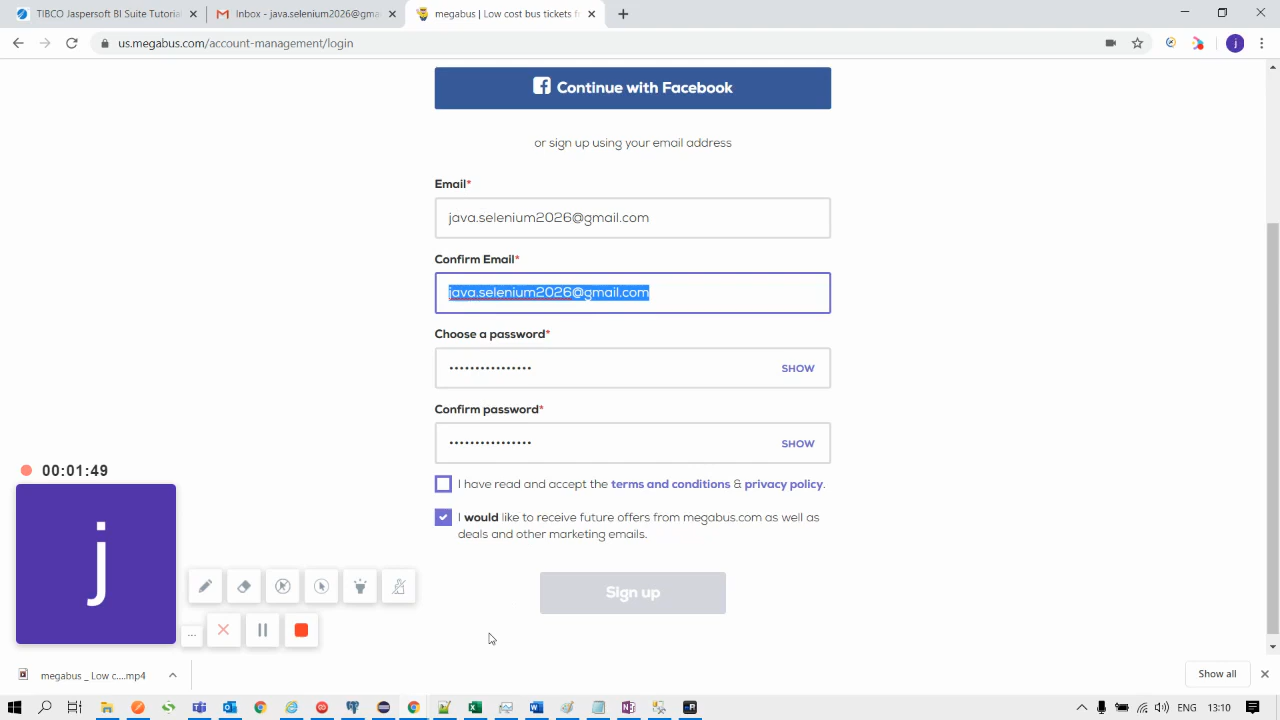 TIBCO Jaspersoft BI Suite Tutorial
Inbox - java.selenium2026@gma
megabus | Low cost bus tickets f
us.megabus.com/account-management/login
j
Continue with Facebook
or sign up using your email address
Email*
java.selenium2026@gmail.com
Confirm Email*
java.selenium2026@gmail.com
Choose a password*
••••••••••••••••
SHOW
Confirm password*
••••••••••••••••
SHOW
00:01:49
I have read and accept the terms and conditions & privacy policy.
I would like to receive future offers from megabus.com as well as
deals and other marketing emails.
j
Sign up
...
megabus _ Low c....mp4
Show all
ENG
13:10